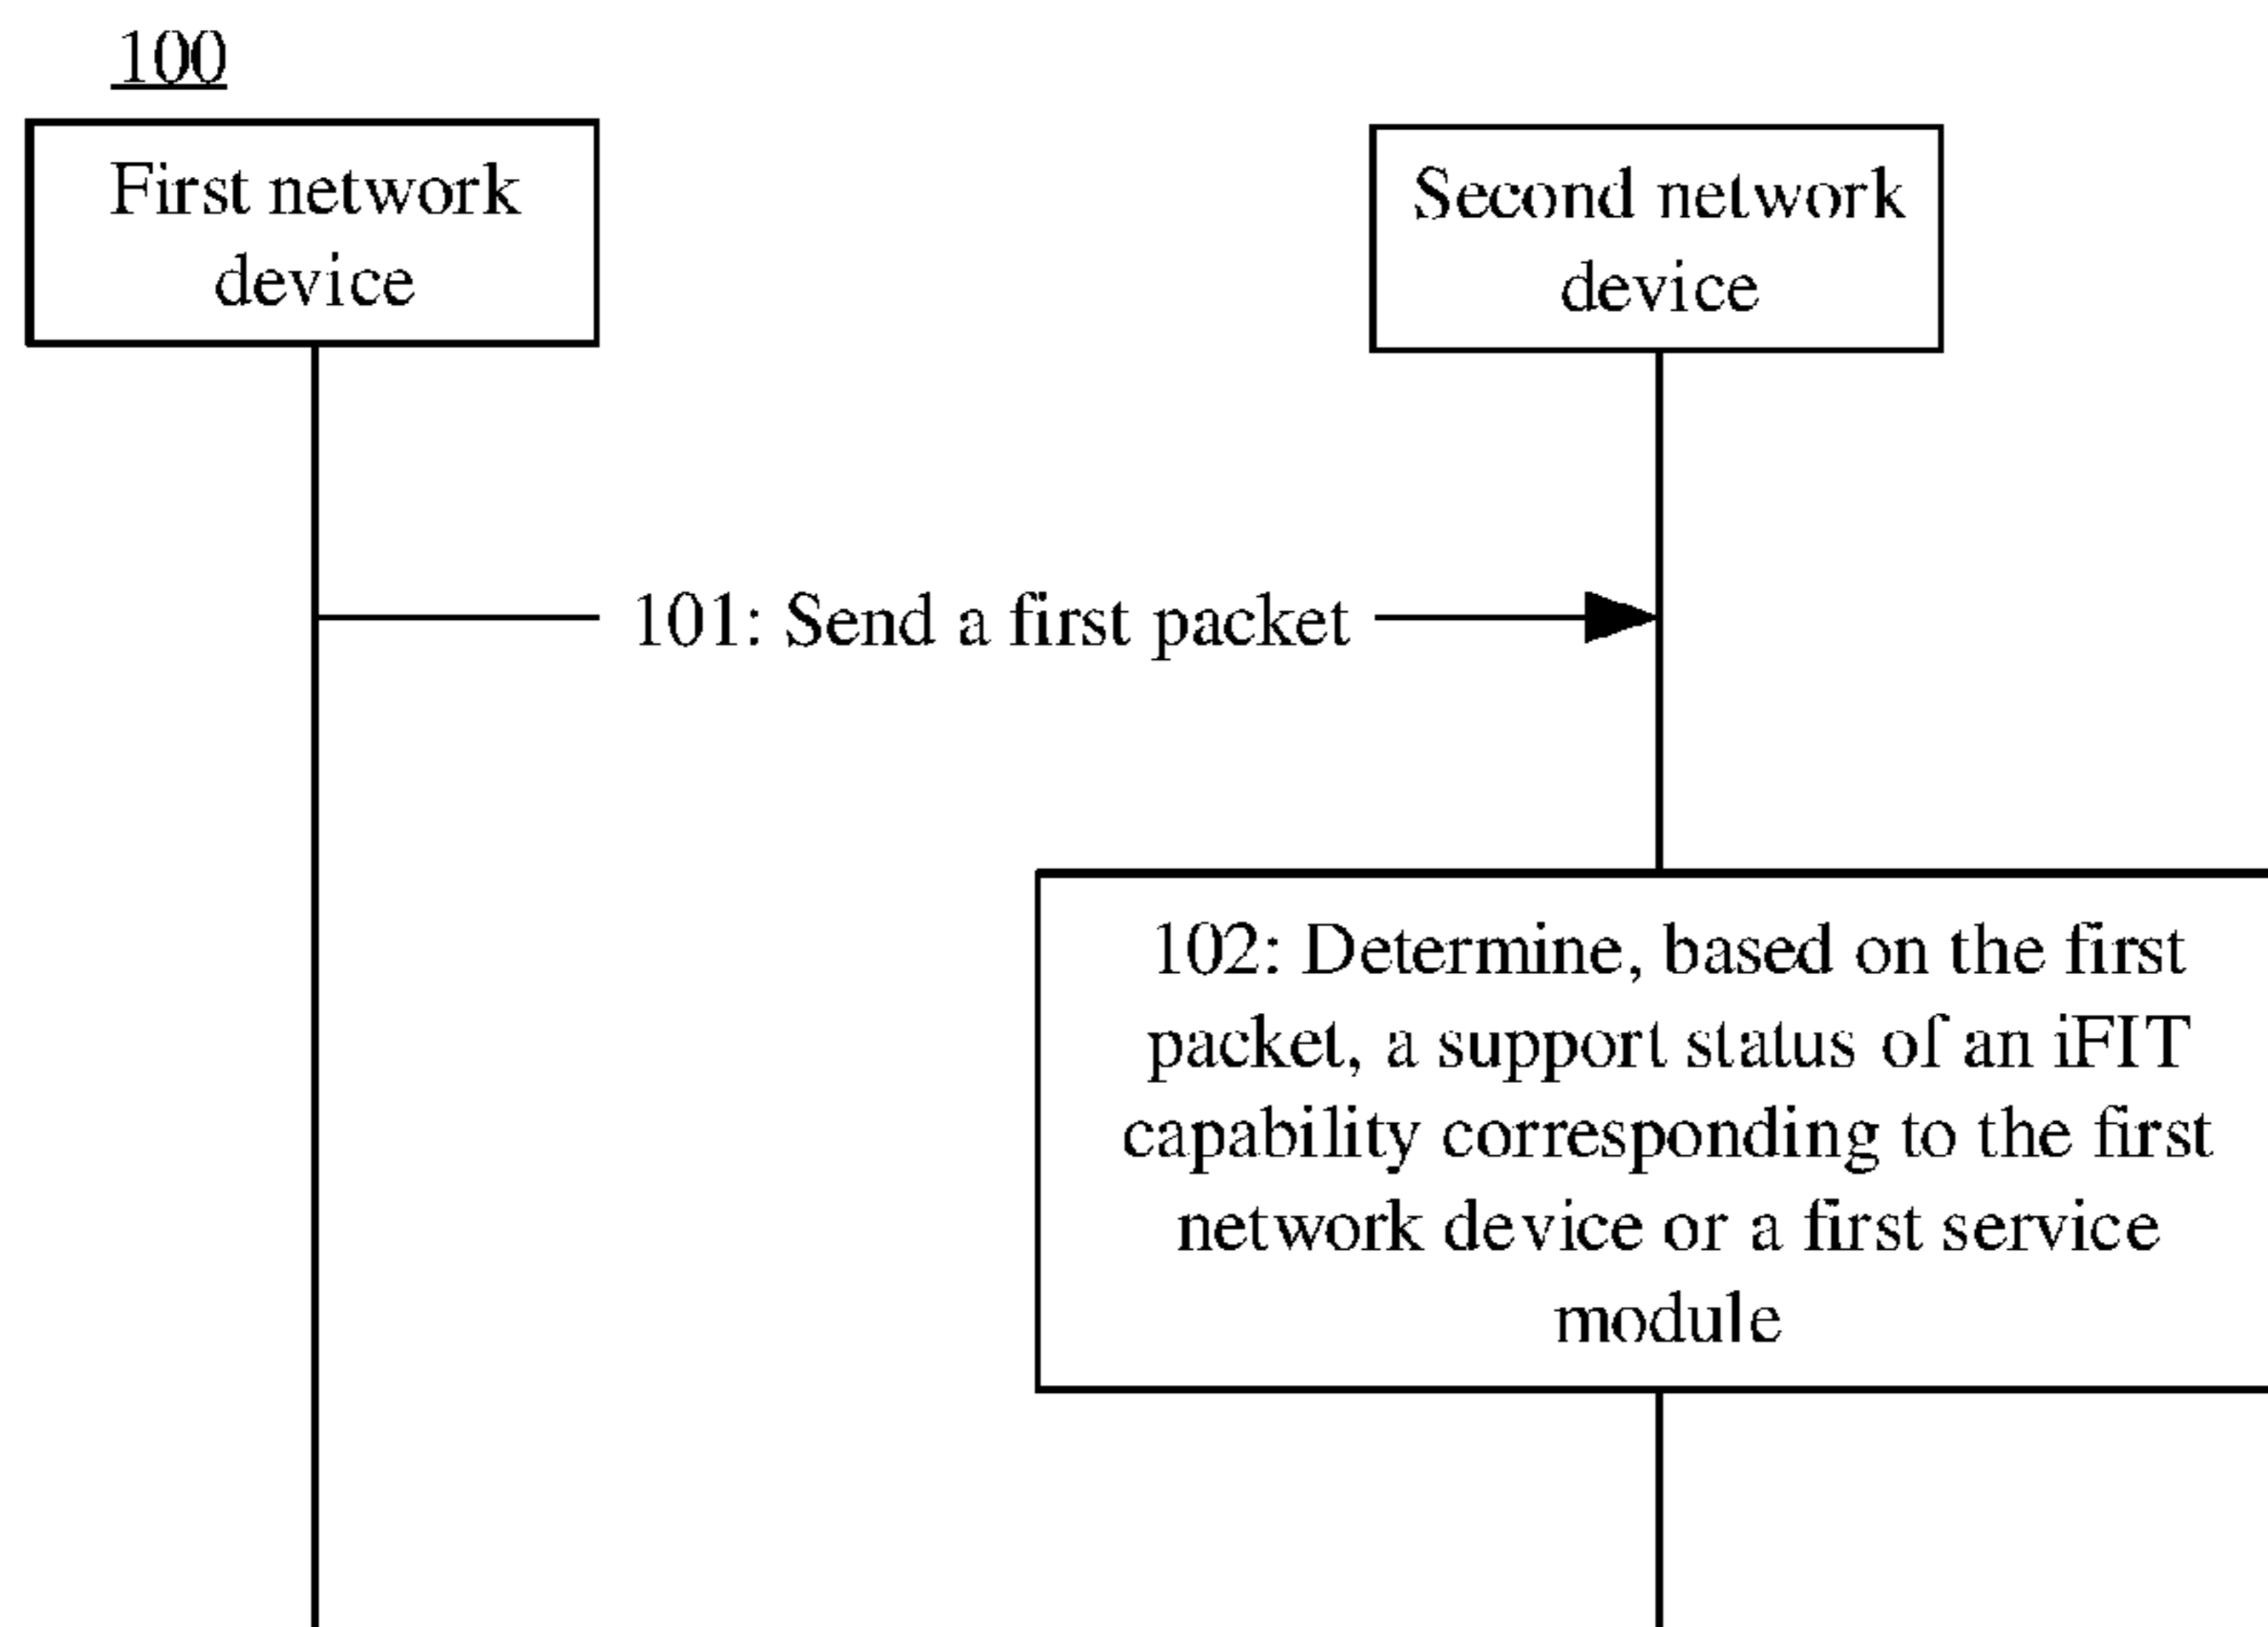 100
First network
device
Second network
device
101: Send a first packet
102: Determine, based on the first
packet, a support status of an iFIT
capability corresponding to the first
network device or a first service
module